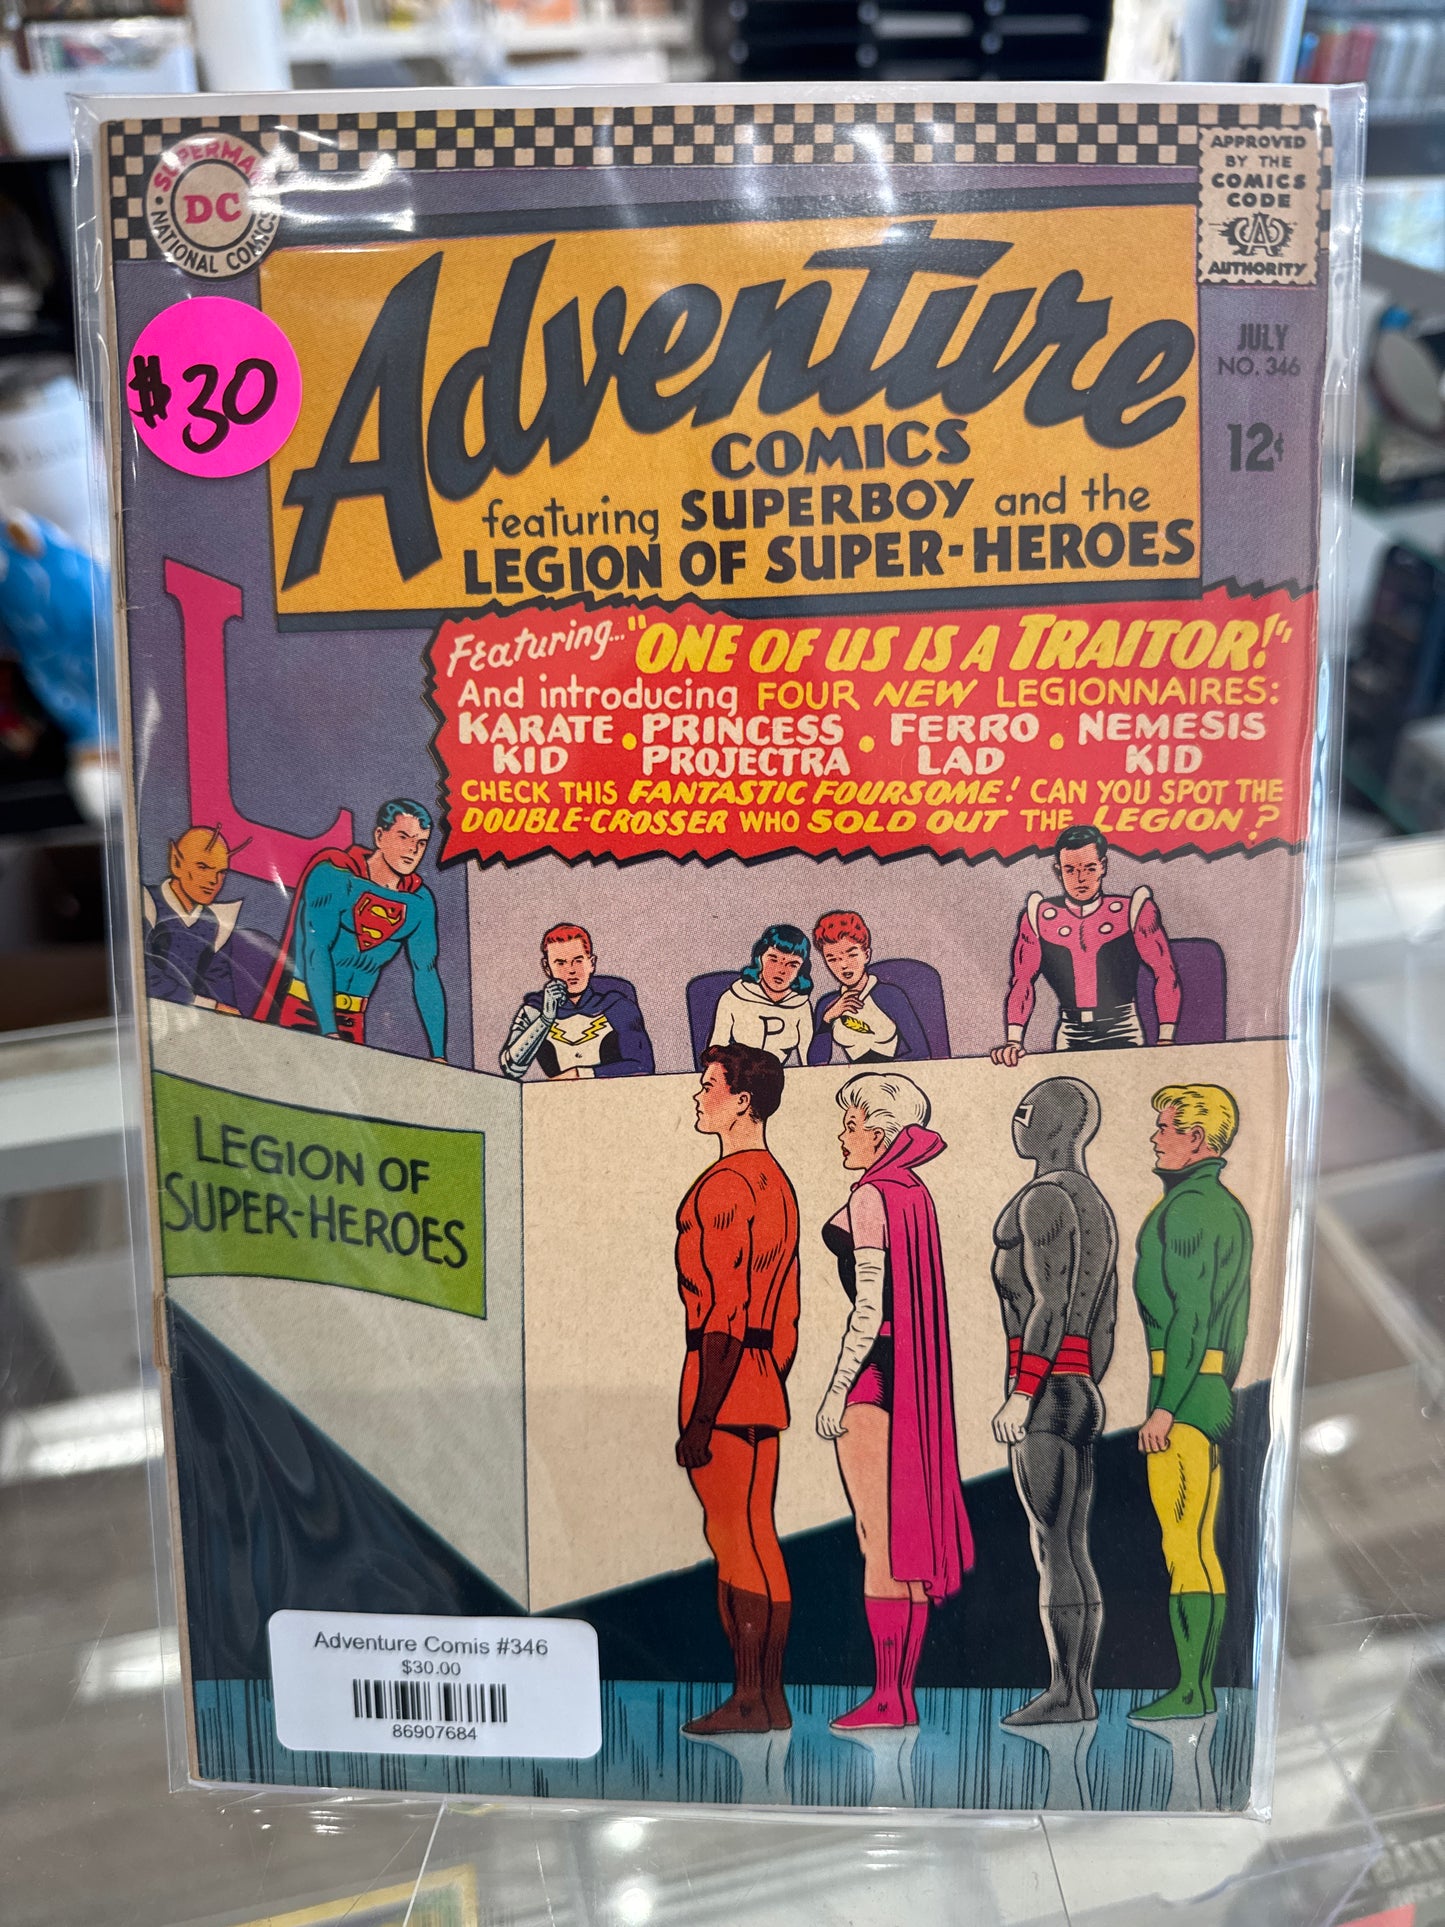 SUPERMAN
DC
NATIONAL COMICS
APPROVED
BY THE
COMICS
CODE
CA
AUTHORITY
$30
JULY
NO. 346
12¢
Adventure
COMICS
featuring SUPERBOY and the
LEGION OF SUPER-HEROES
L
Featuring... "ONE OF US IS A TRAITOR!",
And introducing FOUR NEW LEGIONNAIRES:
KARATE KID • PRINCESS PROJECTRA • FERRO LAD • NEMESIS KID
CHECK THIS FANTASTIC FOURSOME! CAN YOU SPOT THE
DOUBLE-CROSSER WHO SOLD OUT THE LEGION?
S
P
LEGION OF
SUPER-HEROES
Adventure Comis #346
$30.00
86907684